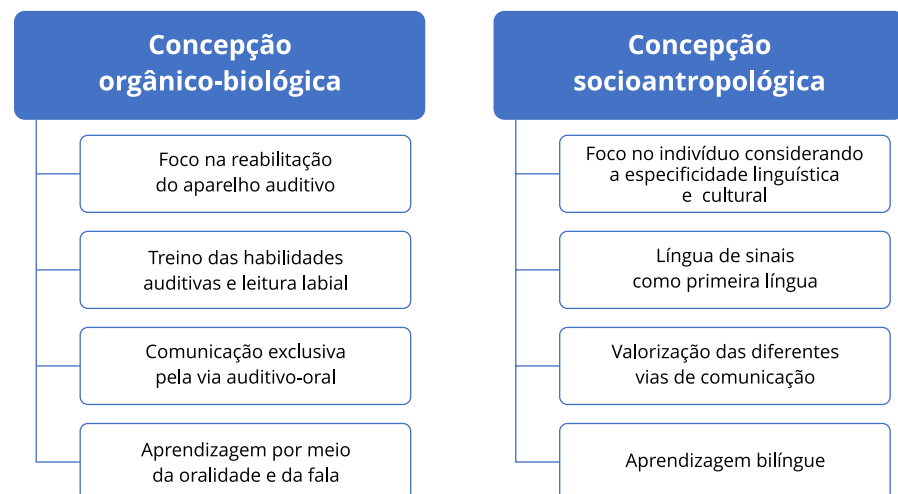 Concepção
orgânico-biológica
Foco na reabilitação
do aparelho auditivo
Treino das habilidades
auditivas e leitura labial
Comunicação exclusiva
pela via auditivo-oral
Aprendizagem por meio
da oralidade e da fala
Concepção
socioantropológica
Foco no indivíduo considerando
a especificidade linguística
e cultural
Língua de sinais
como primeira língua
Valorização das diferentes
vias de comunicação
Aprendizagem bilíngue